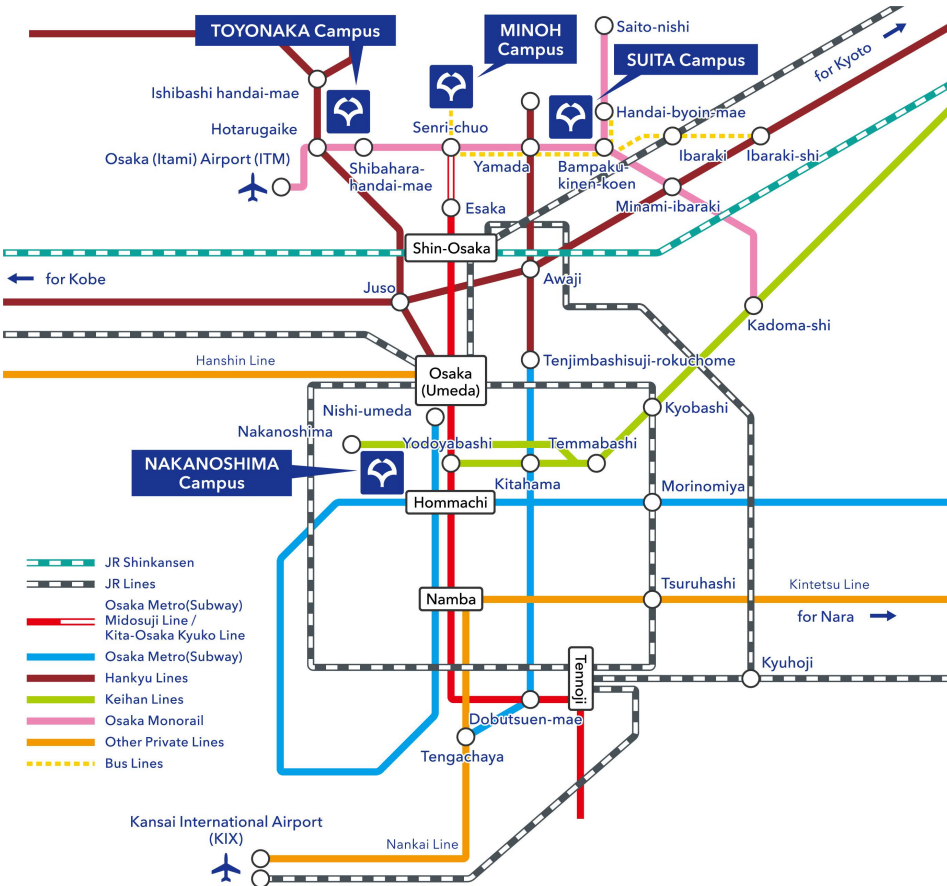 TOYONAKA Campus
MINOH
Campus
SUITA Campus
Saito-nishi
for Kyoto
Ishibashi handai-mae
Handai-byoin-mae
Hotarugaike
Senri-chuo
Osaka (Itami) Airport (ITM)
Shibahara-
handai-mae
Yamada
Bampaku-
kinen-koen
Ibaraki
Ibaraki-shi
Minami-ibaraki
Esaka
Shin-Osaka
for Kobe
Juso
Awaji
Kadoma-shi
Hanshin Line
Osaka
(Umeda)
Tenjimbashisuji-rokuchome
Nishi-umeda
Kyobashi
Nakanoshima
Yodoyabashi
Temmabashi
NAKANOSHIMA
Campus
Kitahama
Hommachi
Morinomiya
JR Shinkansen
JR Lines
Osaka Metro(Subway)
Midosuji Line /
Kita-Osaka Kyuko Line
Osaka Metro(Subway)
Hankyu Lines
Keihan Lines
Osaka Monorail
Other Private Lines
Bus Lines
Namba
Tsuruhashi
Kintetsu Line
for Nara
Tennoji
Kyuhoji
Dobutsuen-mae
Tengachaya
Kansai International Airport
(KIX)
Nankai Line